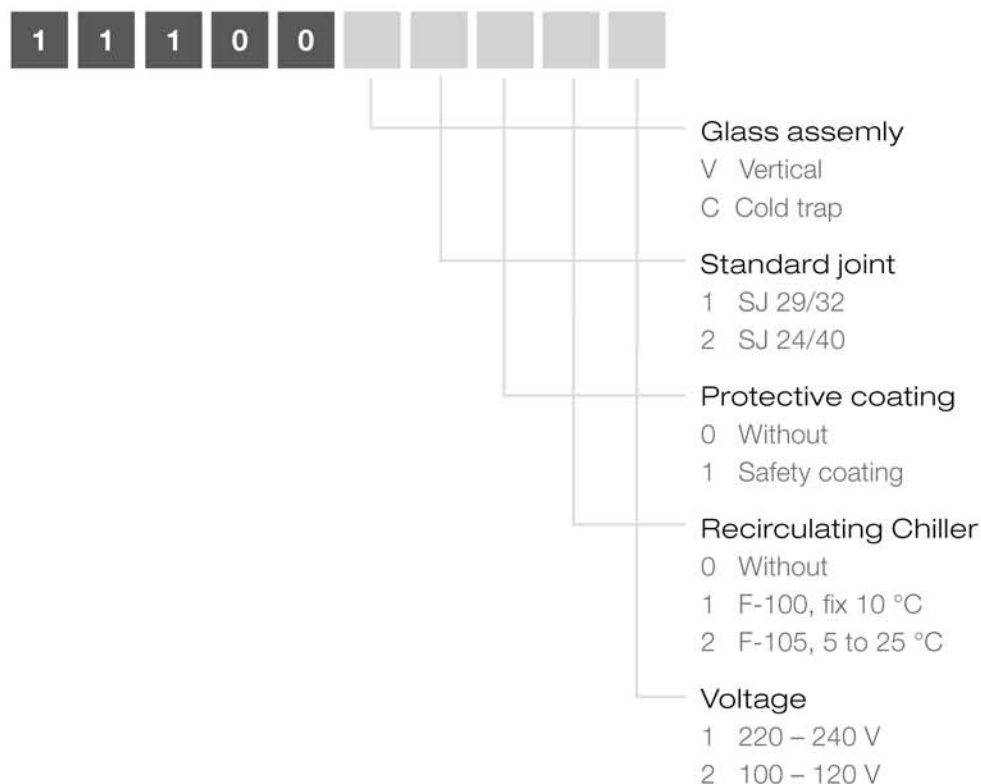 1 1 1 0 0
Glass assemly
V Vertical
C Cold trap
Standard joint
1 SJ 29/32
2 SJ 24/40
Protective coating
0 Without
1 Safety coating
Recirculating Chiller
0 Without
1 F-100, fix 10 °C
2 F-105, 5 to 25 °C
Voltage
1 220 – 240 V
2 100 – 120 V